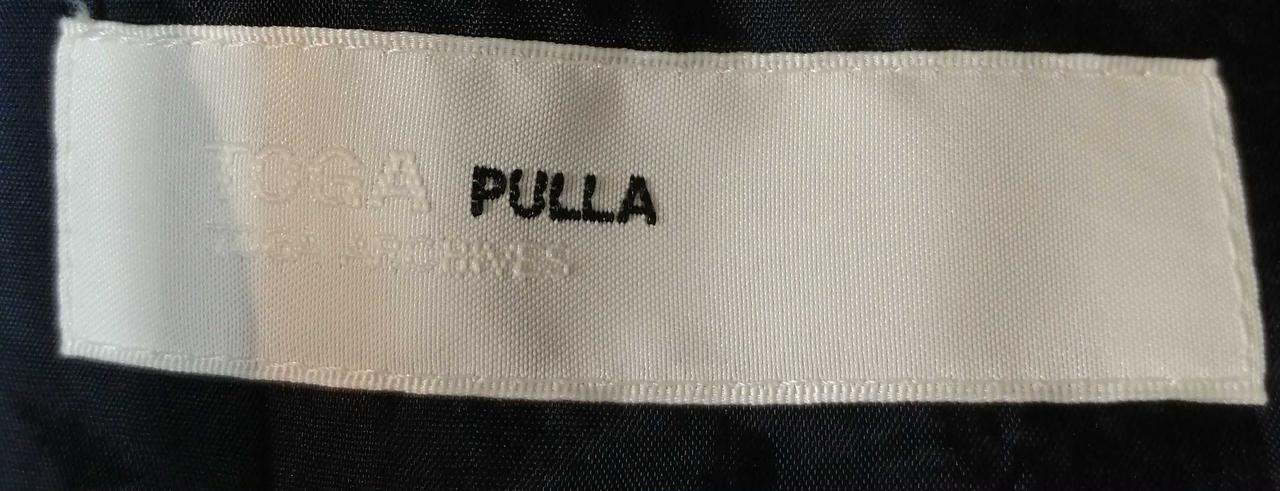 TOGA PULLA
TOGA ARCHIVES